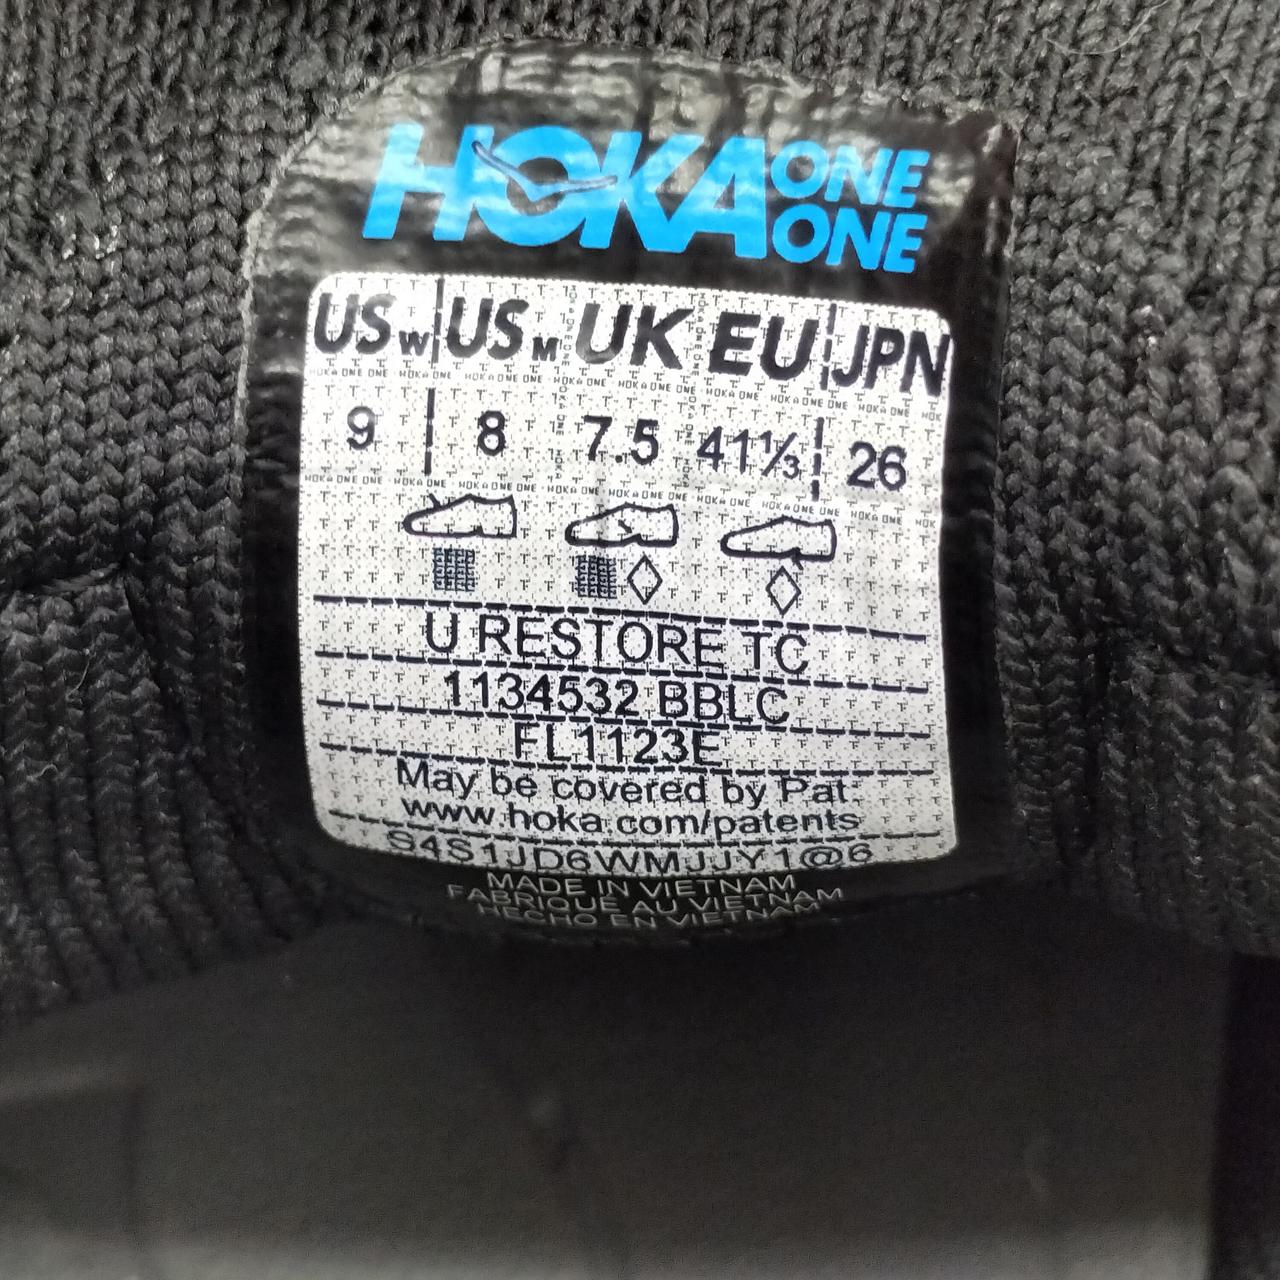 HOKA ONE ONE
US W US M UK EU JPN
9 8 7.5 41⅓ 26
U RESTORE TC
1134532 BBLC
FL1123E
May be covered by Pat:
www.hoka.com/patents
S4S1JD6WMJJY1@6
MADE IN VIETNAM
FABRIQUÉ AU VIETNAM
HECHO EN VIETNAM